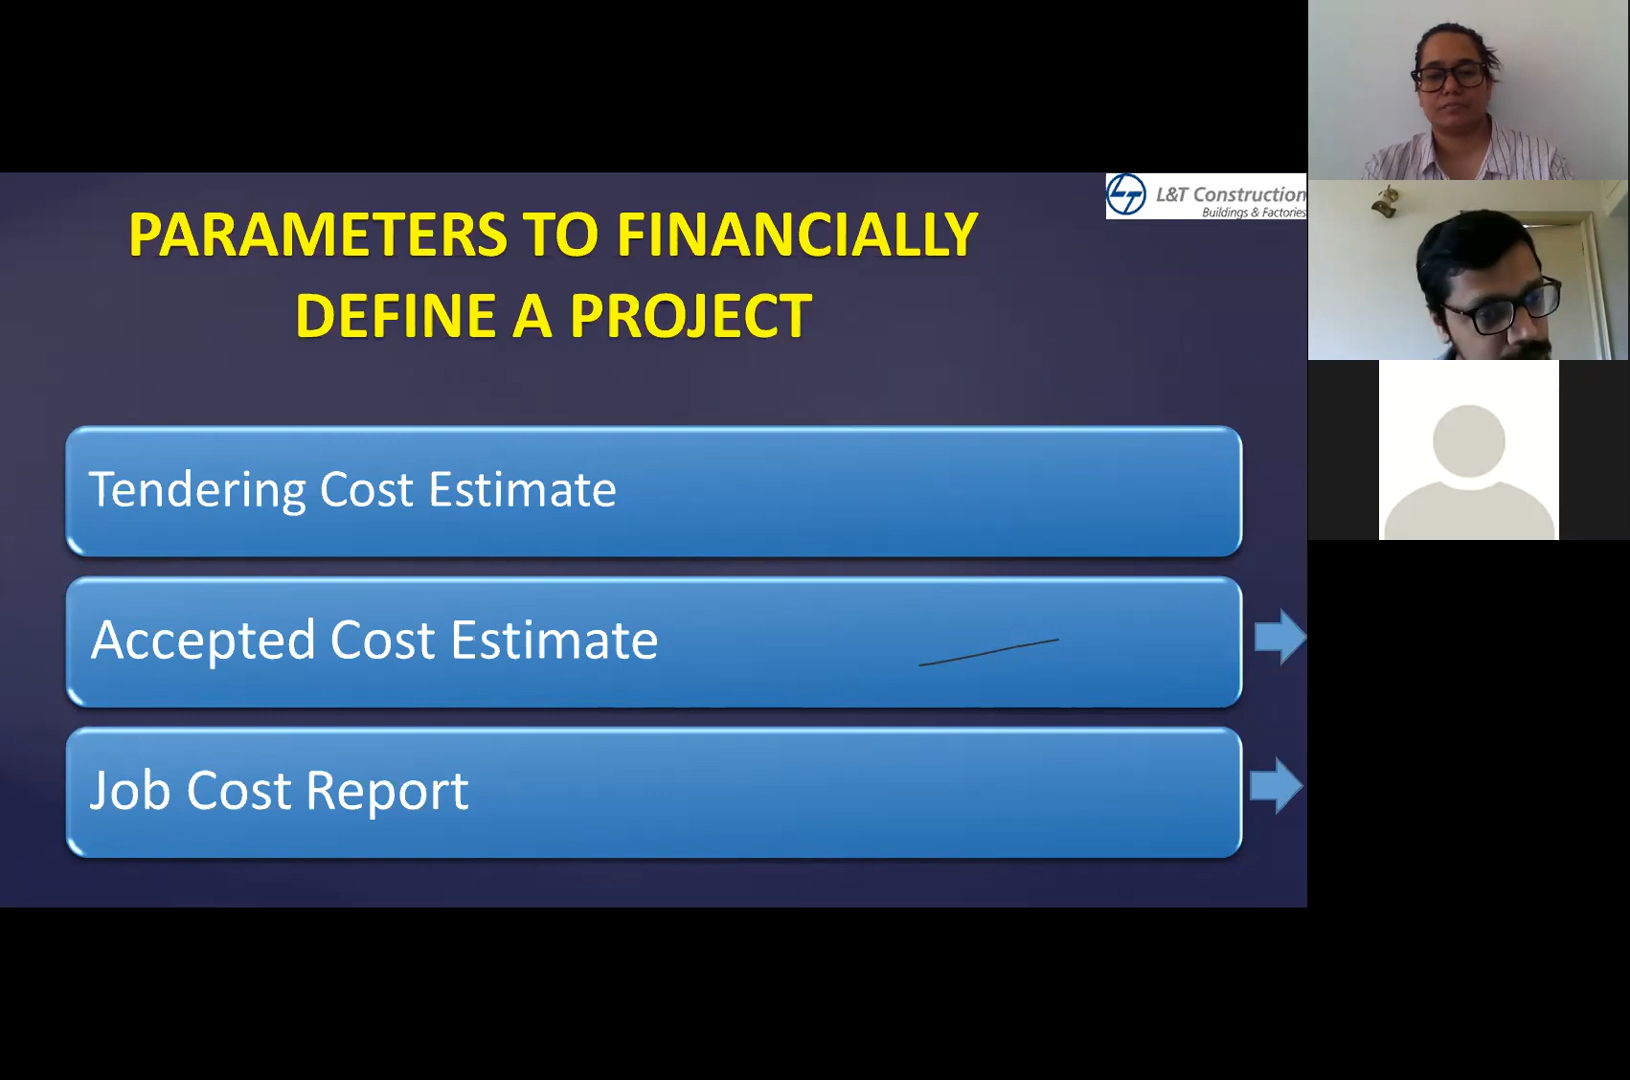 L&T Construction
Buildings & Factories
PARAMETERS TO FINANCIALLY
DEFINE A PROJECT
Tendering Cost Estimate
Accepted Cost Estimate
Job Cost Report